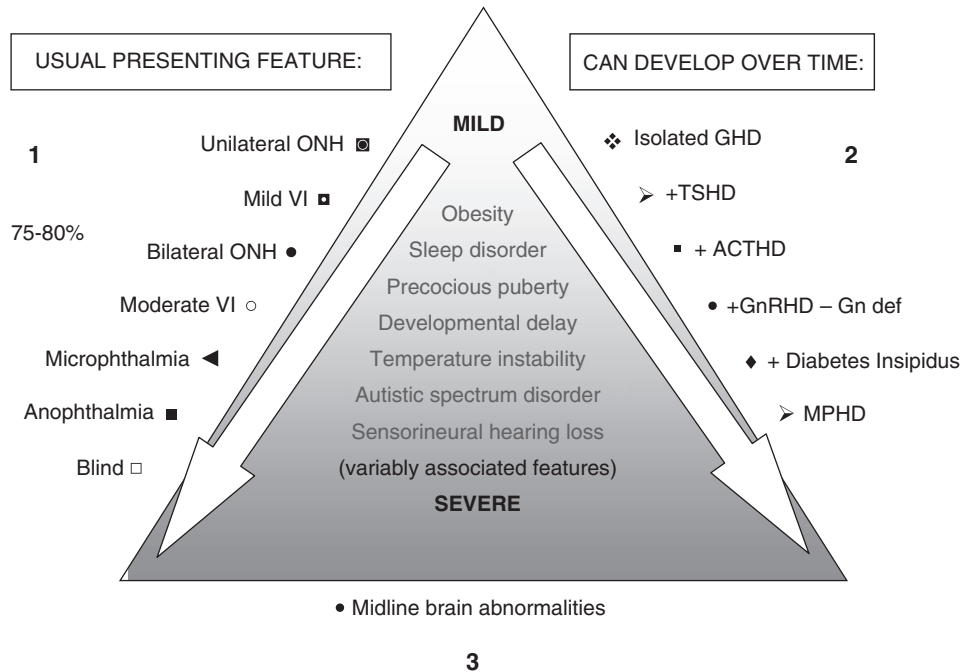 USUAL PRESENTING FEATURE:
CAN DEVELOP OVER TIME:
1
75-80%
Unilateral ONH
Mild VI
Bilateral ONH
Moderate VI
Microphthalmia
Anophthalmia
Blind
MILD
Obesity
Sleep disorder
Precocious puberty
Developmental delay
Temperature instability
Autistic spectrum disorder
Sensorineural hearing loss
(variably associated features)
SEVERE
2
Isolated GHD
+TSHD
+ ACTHD
+GnRHD – Gn def
+ Diabetes Insipidus
MPHD
• Midline brain abnormalities
3